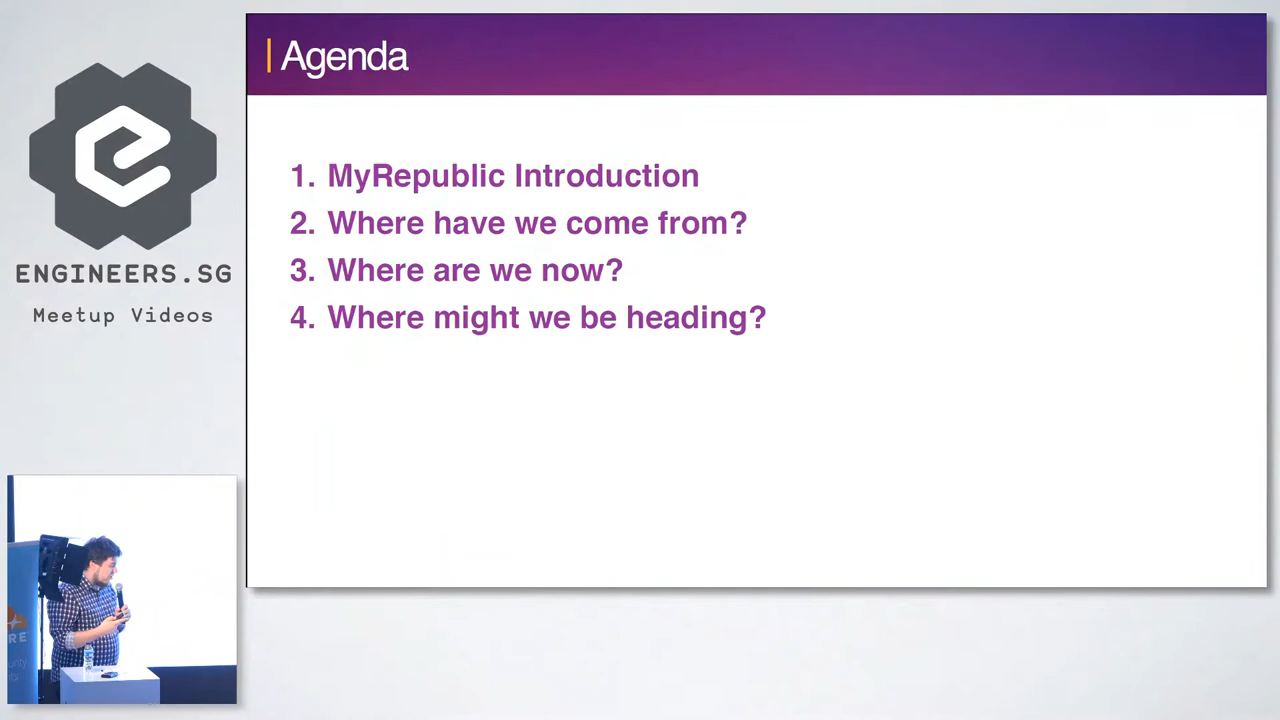 Agenda
1. MyRepublic Introduction
2. Where have we come from?
3. Where are we now?
4. Where might we be heading?
ENGINEERS.SG
Meetup Videos
RE